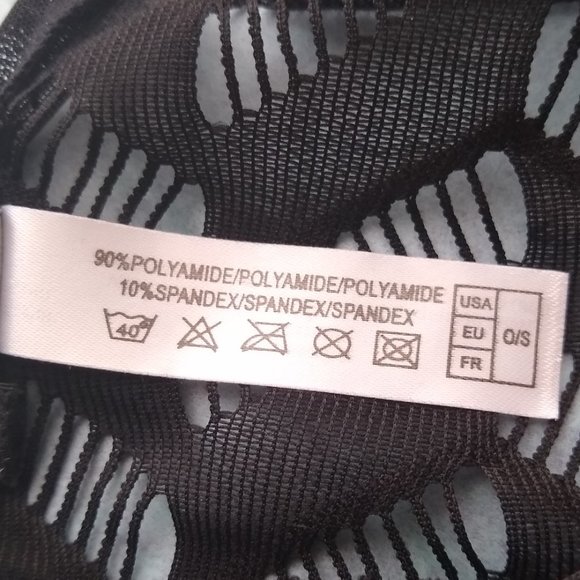 90%POLYAMIDE/POLYAMIDE/POLYAMIDE
10%SPANDEX/SPANDEX/SPANDEX
40°
USA
EU
FR
O/S